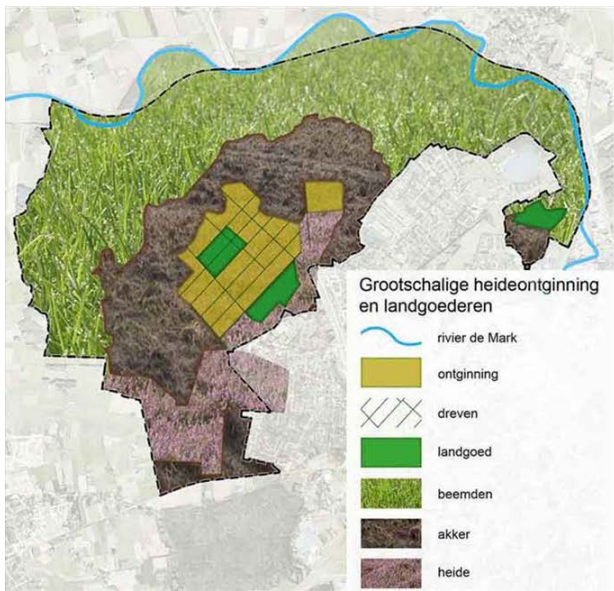 Grootschalige heideontginning
en landgoederen
rivier de Mark
ontginning
dreven
landgoed
beemden
akker
heide